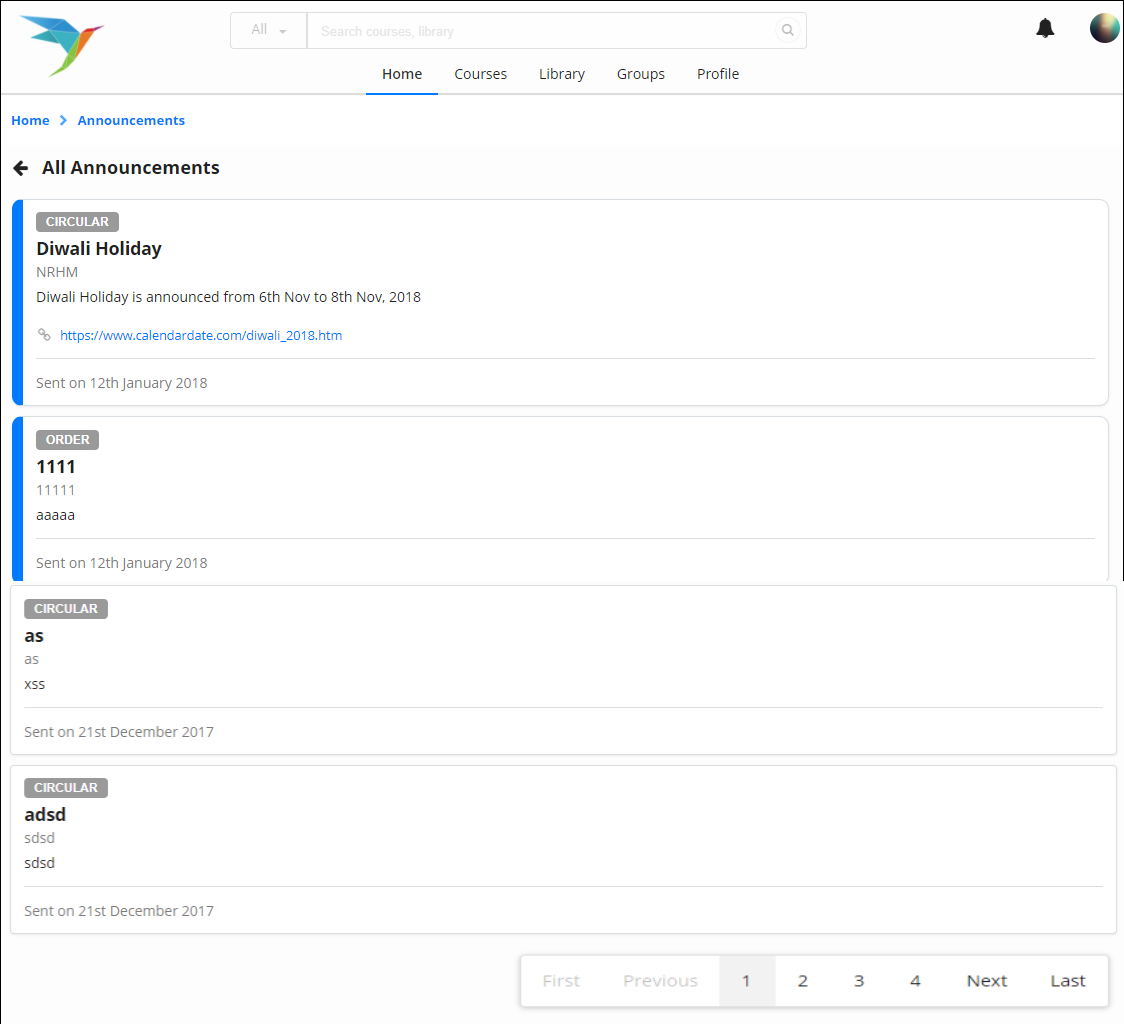 All
Search courses, library
Home Courses Library Groups Profile
Home Announcements
All Announcements
CIRCULAR
Diwali Holiday
NRHM
Diwali Holiday is announced from 6th Nov to 8th Nov, 2018
https://www.calendardate.com/diwali_2018.htm
Sent on 12th January 2018
ORDER
1111
11111
aaaaa
Sent on 12th January 2018
CIRCULAR
as
as
xss
Sent on 21st December 2017
CIRCULAR
adsd
sdsd
sdsd
Sent on 21st December 2017
First Previous 1 2 3 4 Next Last